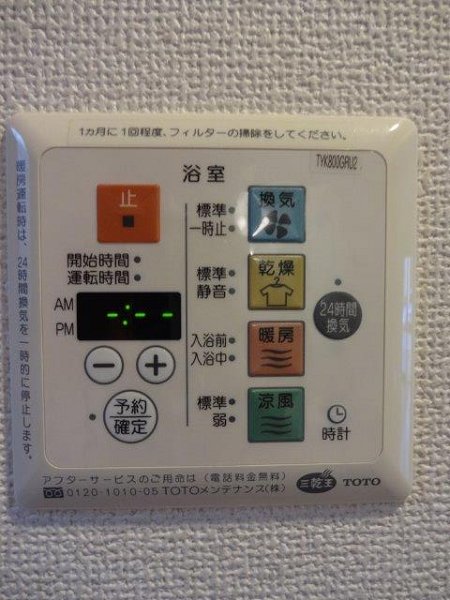 1カ月に1回程度、フィルターの掃除をしてください。
TYK800GRU2
浴室
止
標準
一時止
換気
開始時間
運転時間
標準
静音
乾燥
AM
PM
-:--
24時間
換気
入浴前
入浴中
暖房
予約
確定
標準
弱
涼風
時計
暖房運転時は、24時間換気を一時的に停止します。
アフターサービスのご用命は（電話料金無料）
0120-1010-05 TOTOメンテナンス(株)
三乾王 TOTO